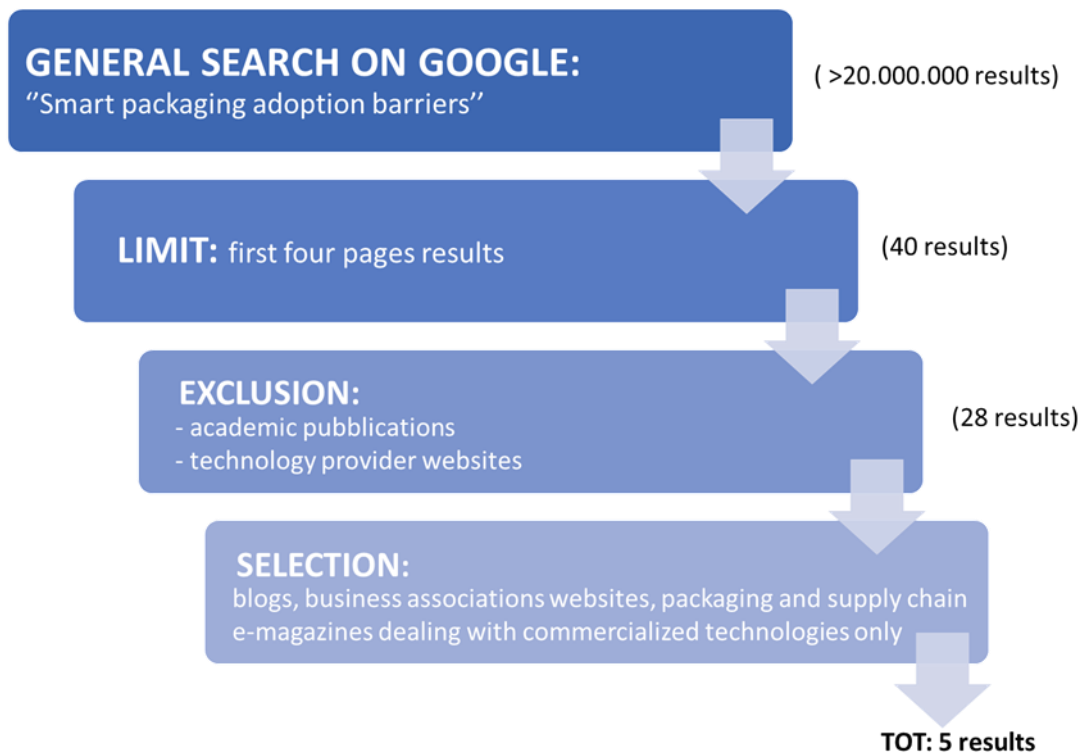 GENERAL SEARCH ON GOOGLE:
‘’Smart packaging adoption barriers’’
( >20.000.000 results)
LIMIT: first four pages results
(40 results)
EXCLUSION:
- academic pubblications
- technology provider websites
(28 results)
SELECTION:
blogs, business associations websites, packaging and supply chain
e-magazines dealing with commercialized technologies only
TOT: 5 results